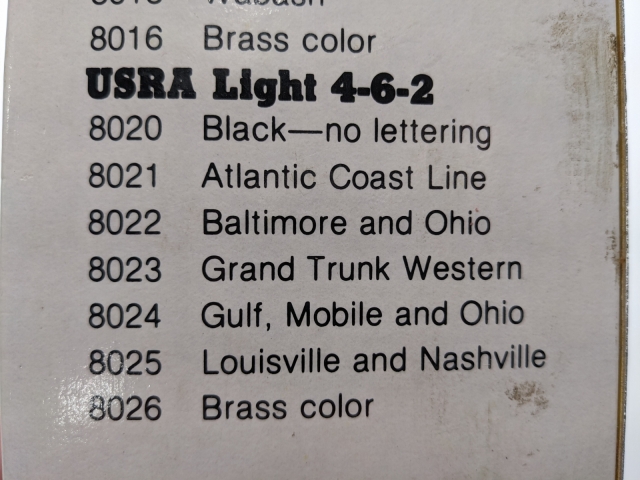 8016 Brass color
USRA Light 4-6-2
8020 Black—no lettering
8021 Atlantic Coast Line
8022 Baltimore and Ohio
8023 Grand Trunk Western
8024 Gulf, Mobile and Ohio
8025 Louisville and Nashville
8026 Brass color